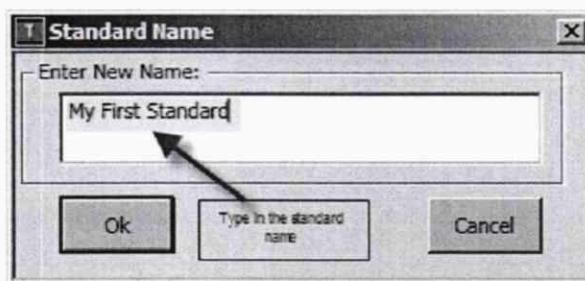 T Standard Name
Enter New Name:
My First Standard
Ok
Type in the standard
name
Cancel